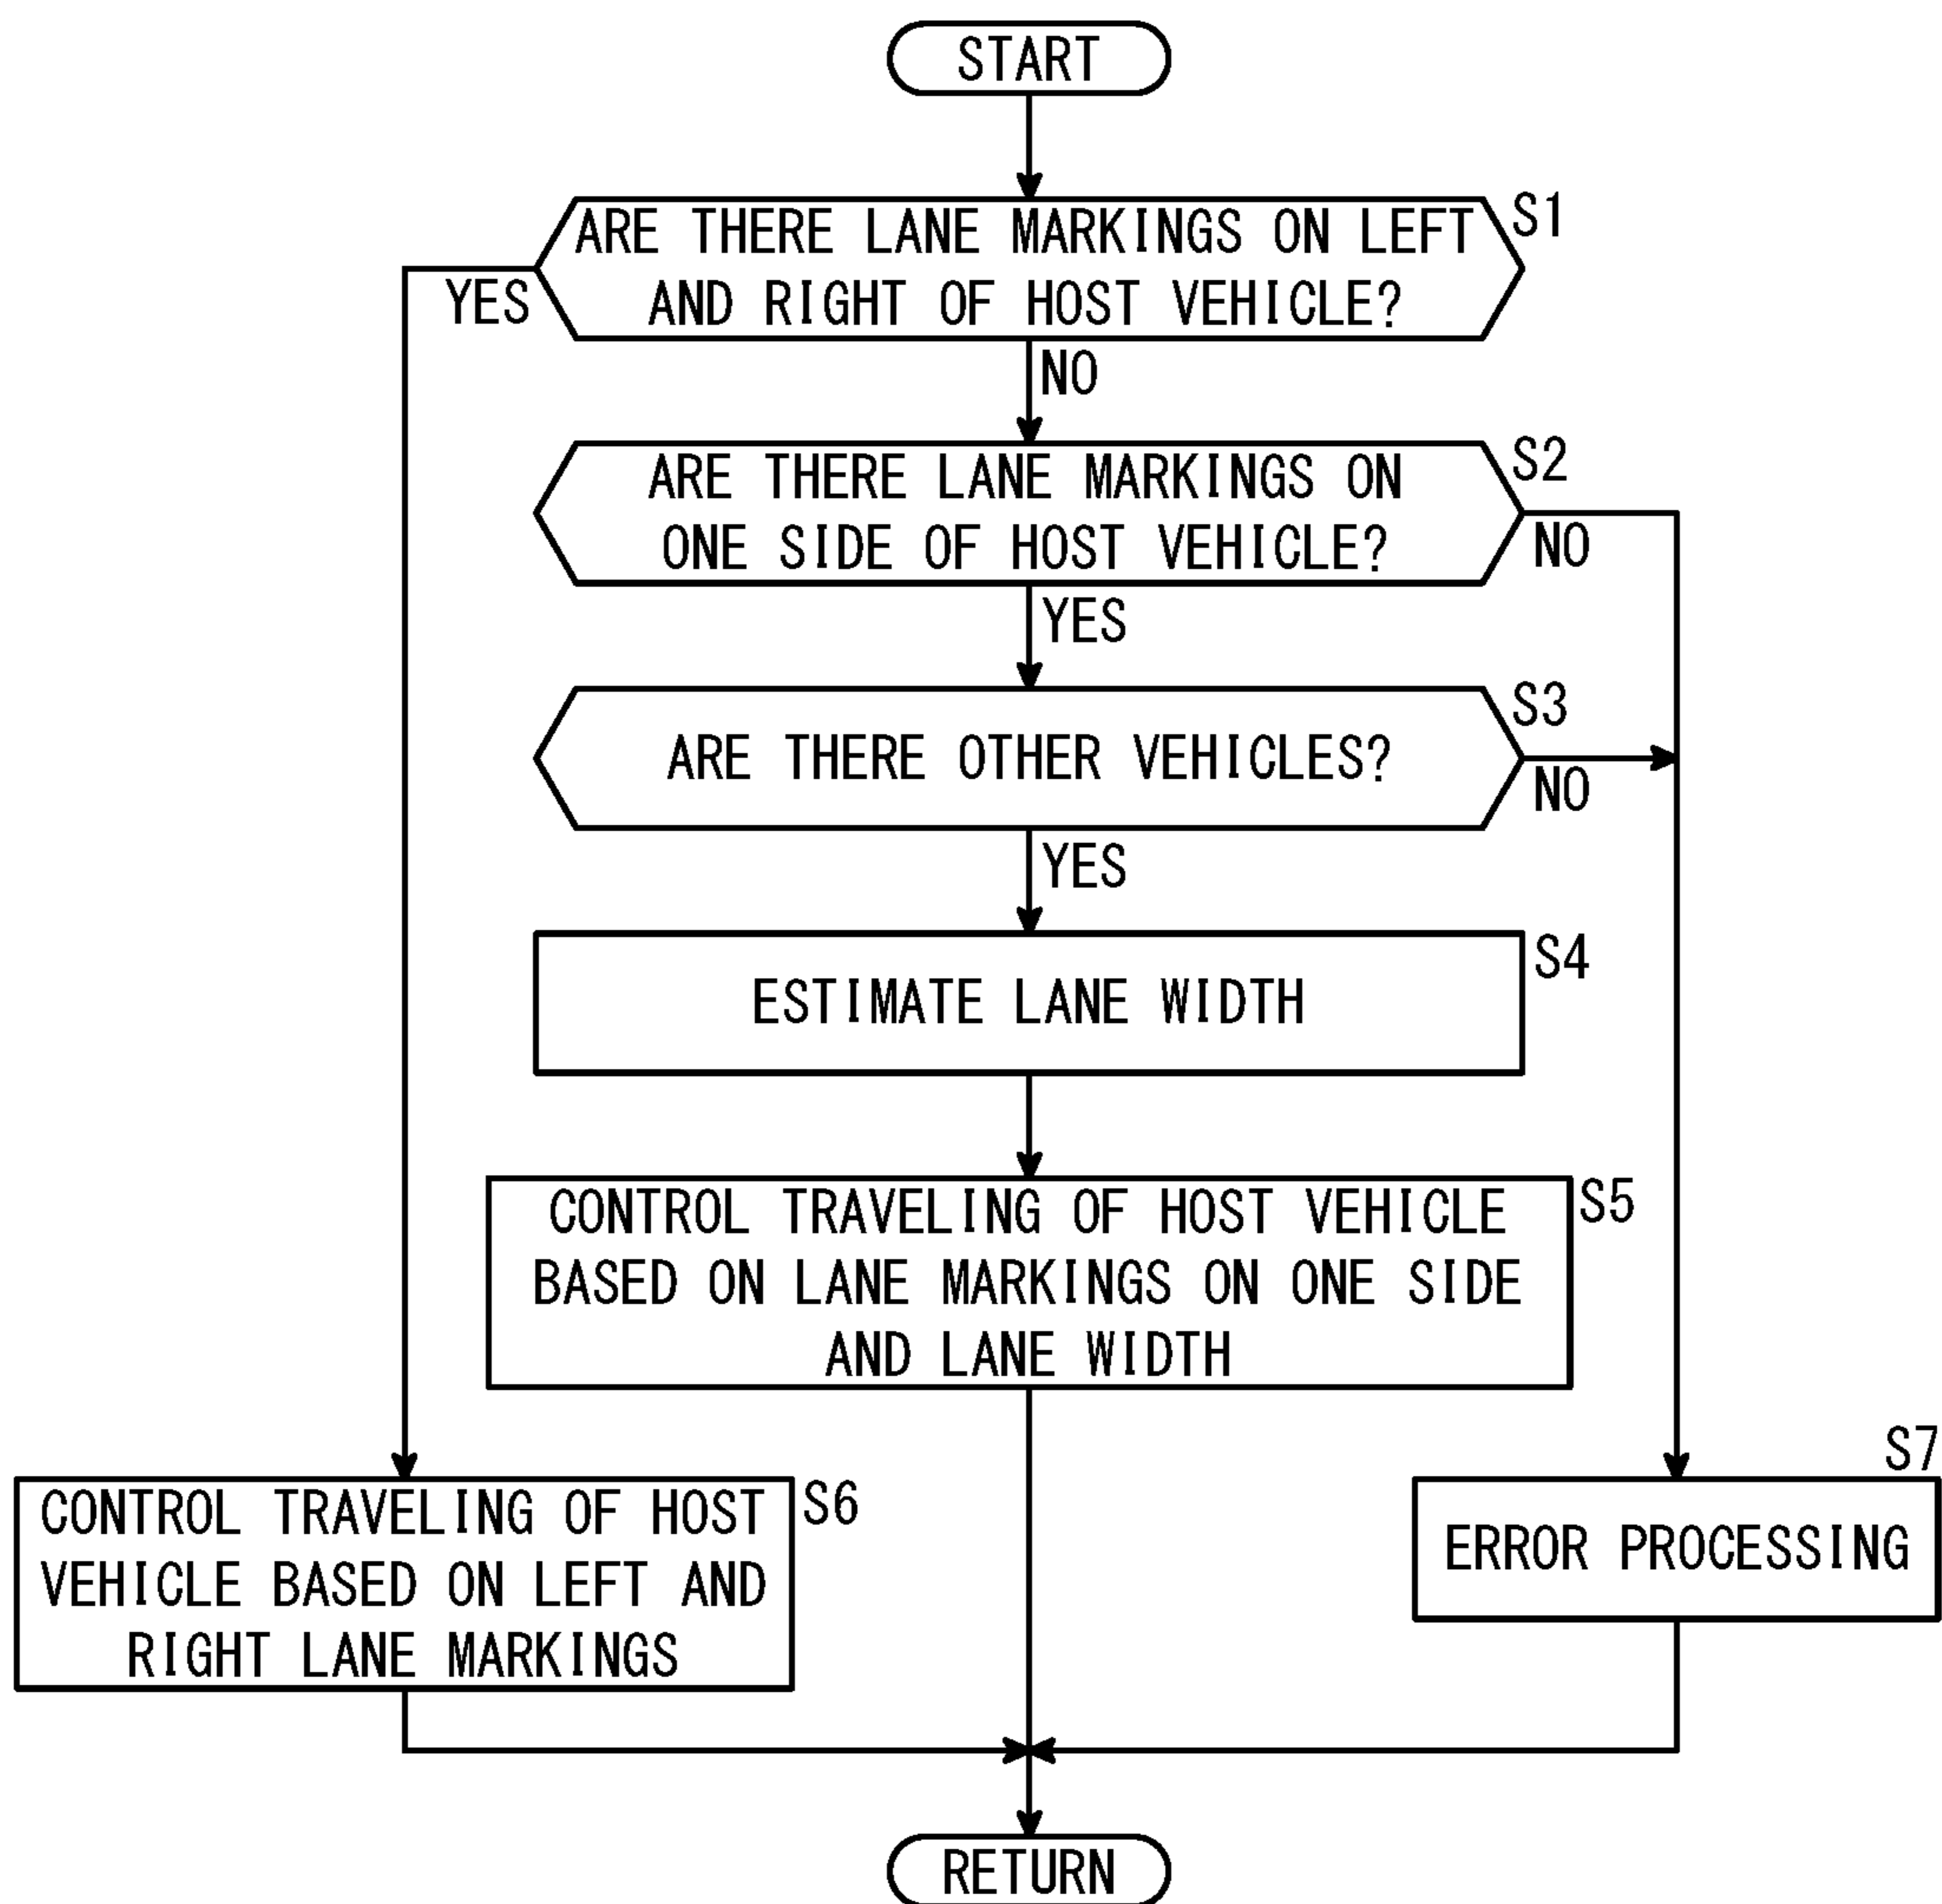 START
ARE THERE LANE MARKINGS ON LEFT
AND RIGHT OF HOST VEHICLE?
S1
YES
NO
ARE THERE LANE MARKINGS ON
ONE SIDE OF HOST VEHICLE?
S2
NO
YES
ARE THERE OTHER VEHICLES?
S3
NO
YES
ESTIMATE LANE WIDTH
S4
CONTROL TRAVELING OF HOST VEHICLE
BASED ON LANE MARKINGS ON ONE SIDE
AND LANE WIDTH
S5
CONTROL TRAVELING OF HOST
VEHICLE BASED ON LEFT AND
RIGHT LANE MARKINGS
S6
S7
ERROR PROCESSING
RETURN